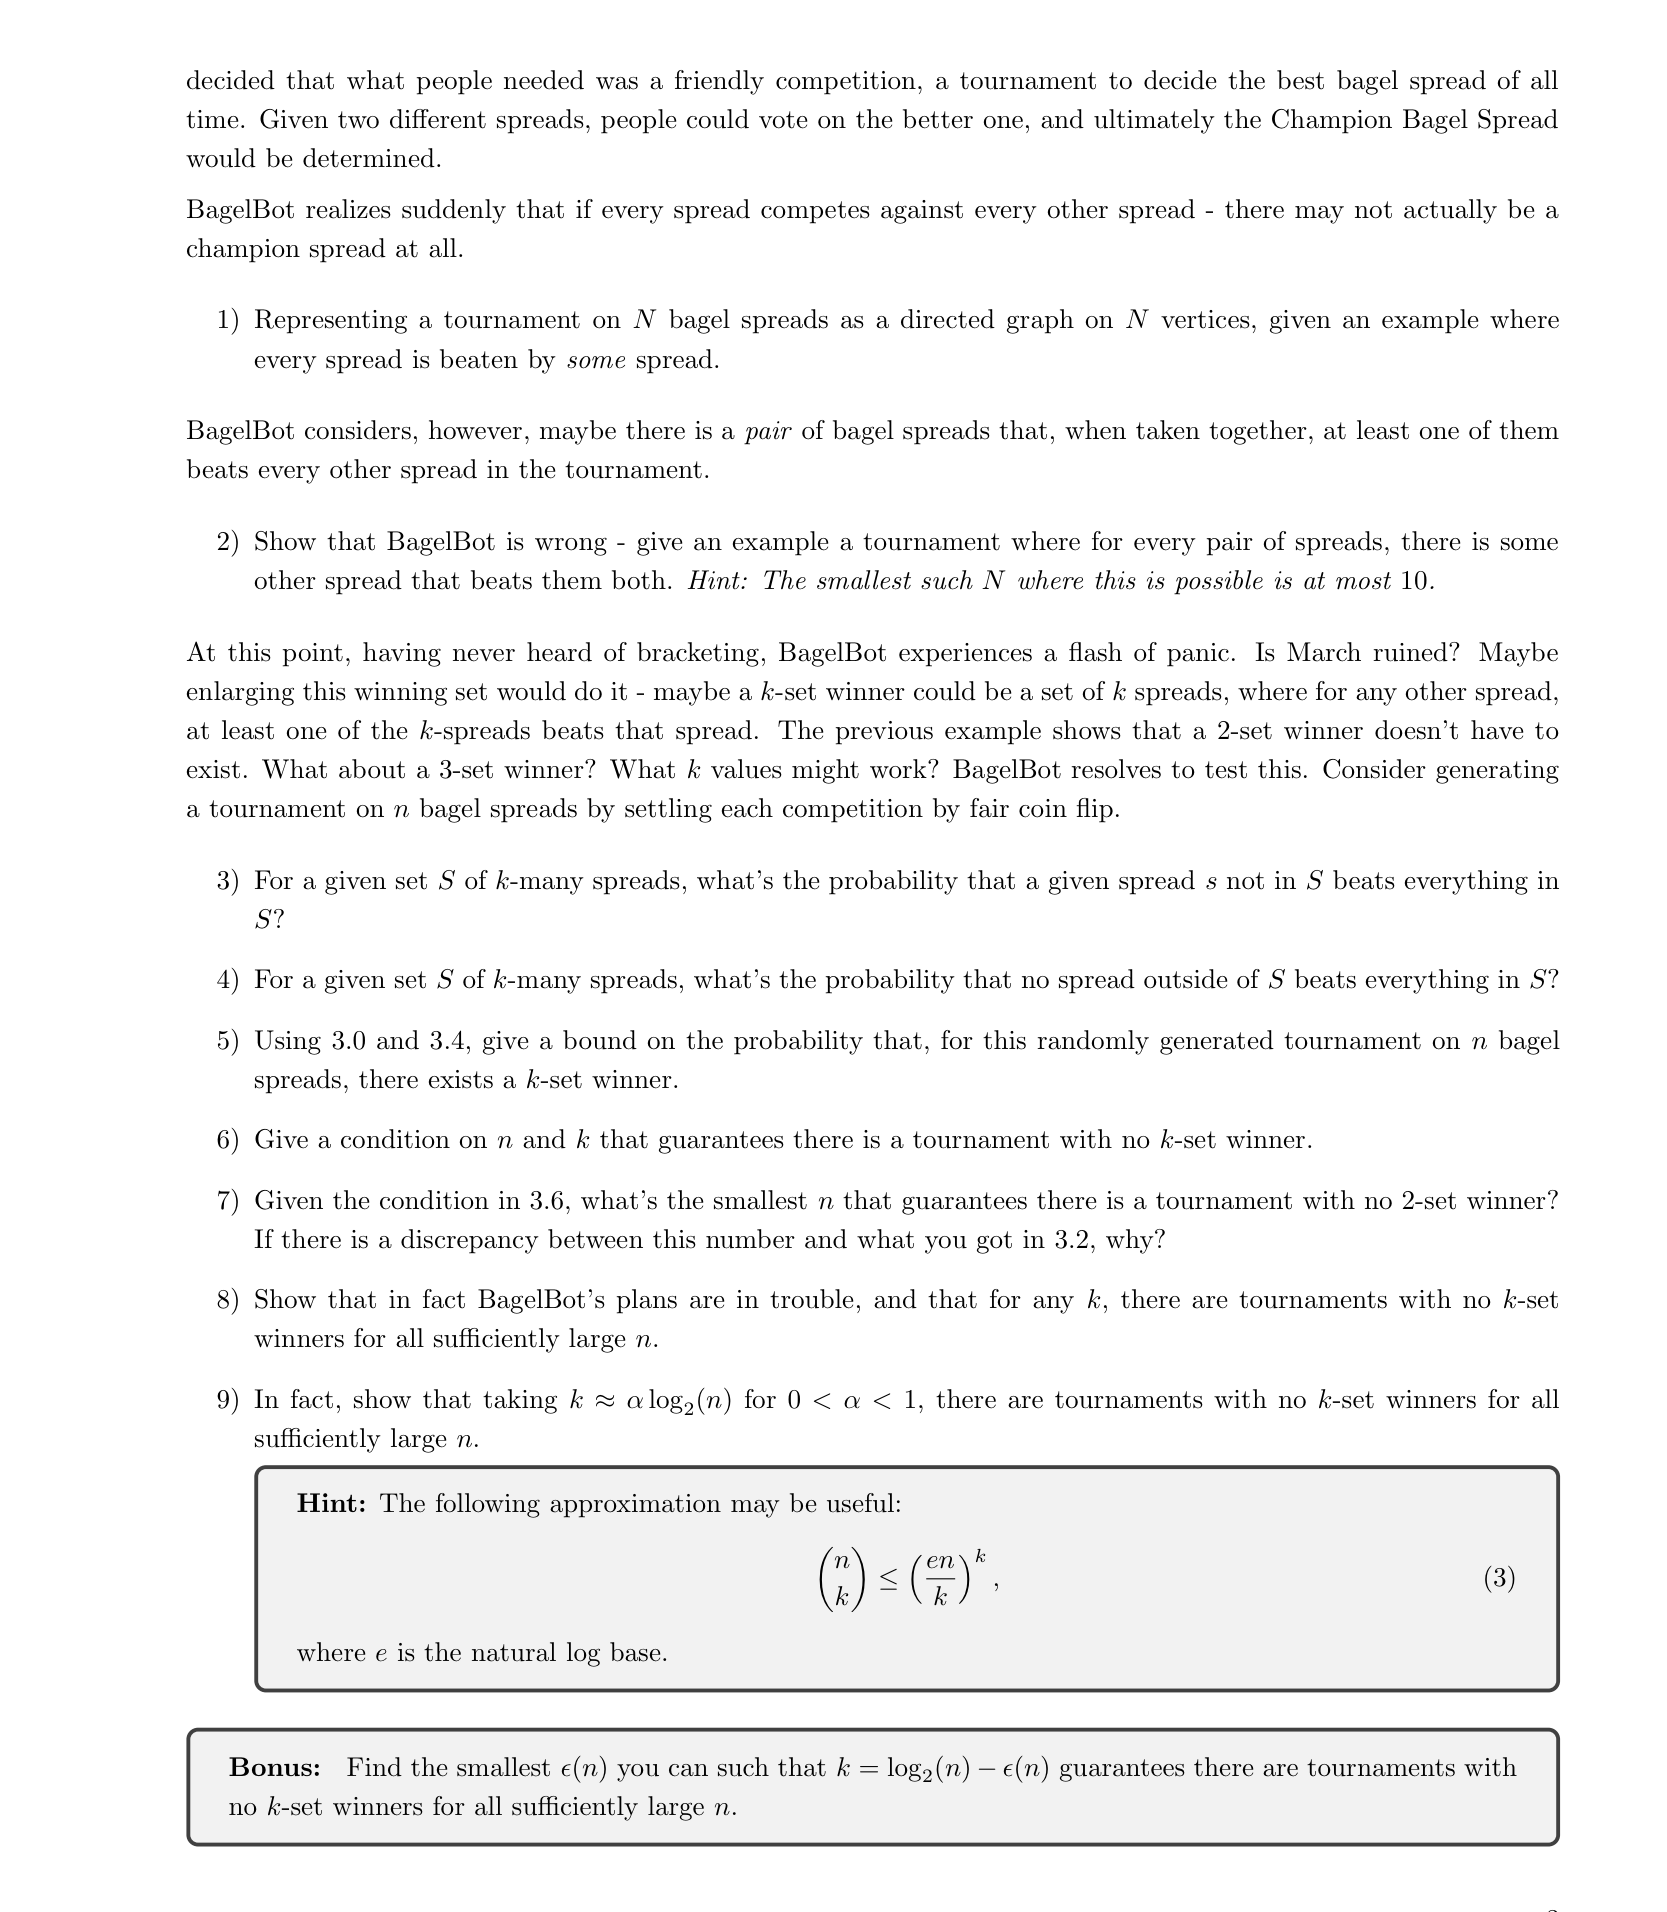 decided that what people needed was a friendly competition, a tournament to decide the best bagel spread of all
time. Given two different spreads, people could vote on the better one, and ultimately the Champion Bagel Spread
would be determined.
BagelBot realizes suddenly that if every spread competes against every other spread - there may not actually be a
champion spread at all.
1) Representing a tournament on N bagel spreads as a directed graph on N vertices, given an example where
every spread is beaten by some spread.
BagelBot considers, however, maybe there is a pair of bagel spreads that, when taken together, at least one of them
beats every other spread in the tournament.
2) Show that BagelBot is wrong - give an example a tournament where for every pair of spreads, there is some
other spread that beats them both. Hint: The smallest such N where this is possible is at most 10.
At this point, having never heard of bracketing, BagelBot experiences a flash of panic. Is March ruined? Maybe
enlarging this winning set would do it - maybe a k-set winner could be a set of k spreads, where for any other spread,
at least one of the k-spreads beats that spread. The previous example shows that a 2-set winner doesn't have to
exist. What about a 3-set winner? What k values might work? BagelBot resolves to test this. Consider generating
a tournament on n bagel spreads by settling each competition by fair coin flip.
3) For a given set S of k-many spreads, what's the probability that a given spread s not in S beats everything in
S?
4) For a given set S of k-many spreads, what's the probability that no spread outside of S beats everything in S?
5) Using 3.0 and 3.4, give a bound on the probability that, for this randomly generated tournament on n bagel
spreads, there exists a k-set winner.
6) Give a condition on n and k that guarantees there is a tournament with no k-set winner.
7) Given the condition in 3.6, what's the smallest n that guarantees there is a tournament with no 2-set winner?
If there is a discrepancy between this number and what you got in 3.2, why?
8) Show that in fact BagelBot's plans are in trouble, and that for any k, there are tournaments with no k-set
winners for all sufficiently large n.
9) In fact, show that taking k ≈ α log₂(n) for 0 < α < 1, there are tournaments with no k-set winners for all
sufficiently large n.
Hint: The following approximation may be useful:
(n k) ≤ (en/k)^k, (3)
where e is the natural log base.
Bonus: Find the smallest ϵ(n) you can such that k = log₂(n) − ϵ(n) guarantees there are tournaments with
no k-set winners for all sufficiently large n.